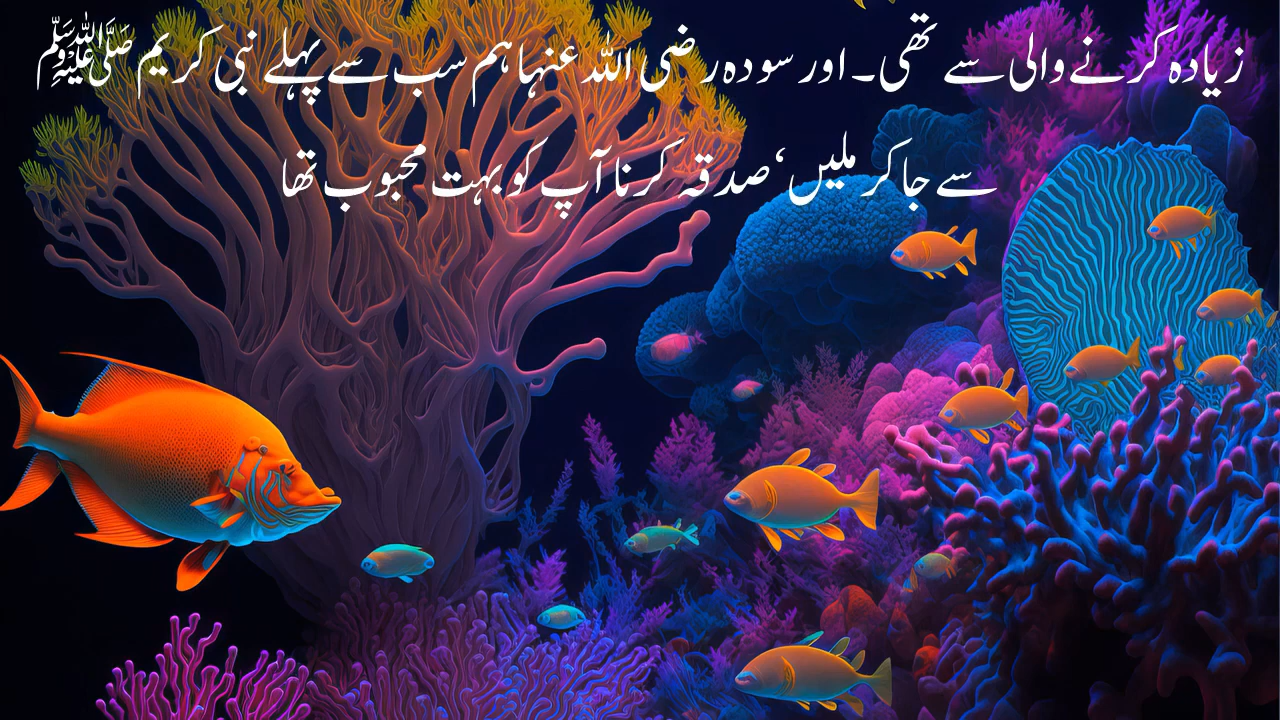 زیادہ کرنے والی سے تھی۔ اور سودہ رضی اللہ عنہا ہم سب سے پہلے نبی کریم ﷺ
سے جا کر ملیں‘ صدقہ کرنا آپ کو بہت محبوب تھا